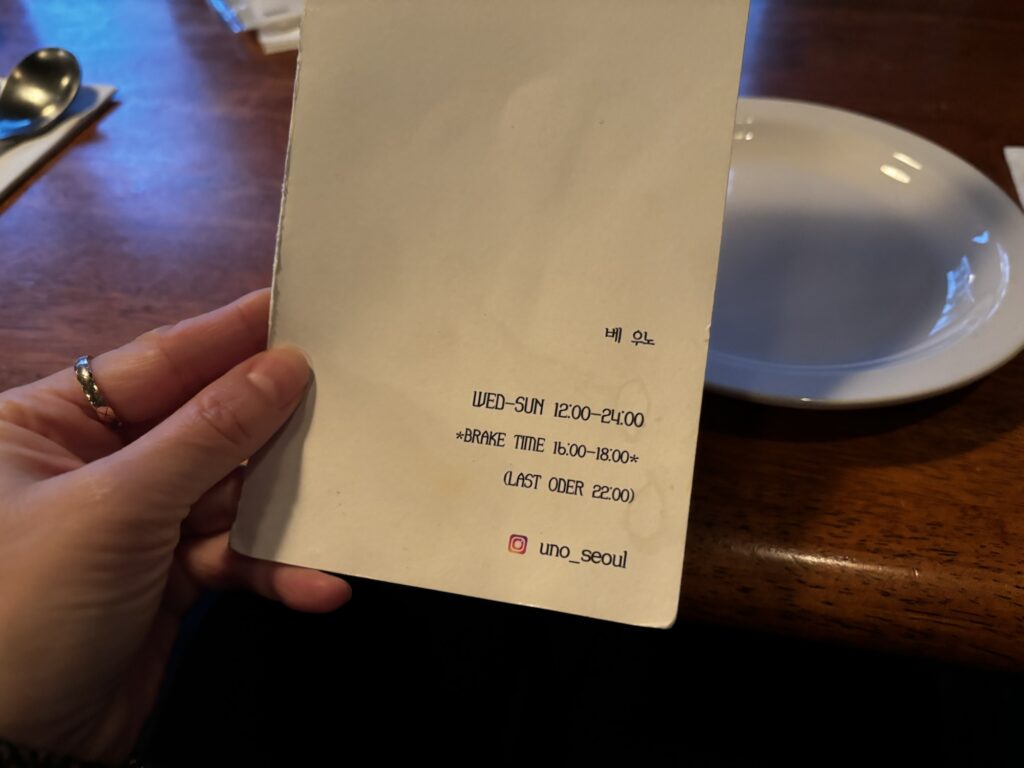 베 우노
WED-SUN 12:00-24:00
*BRAKE TIME 16:00-18:00*
(LAST ODER 22:00)
uno_seoul